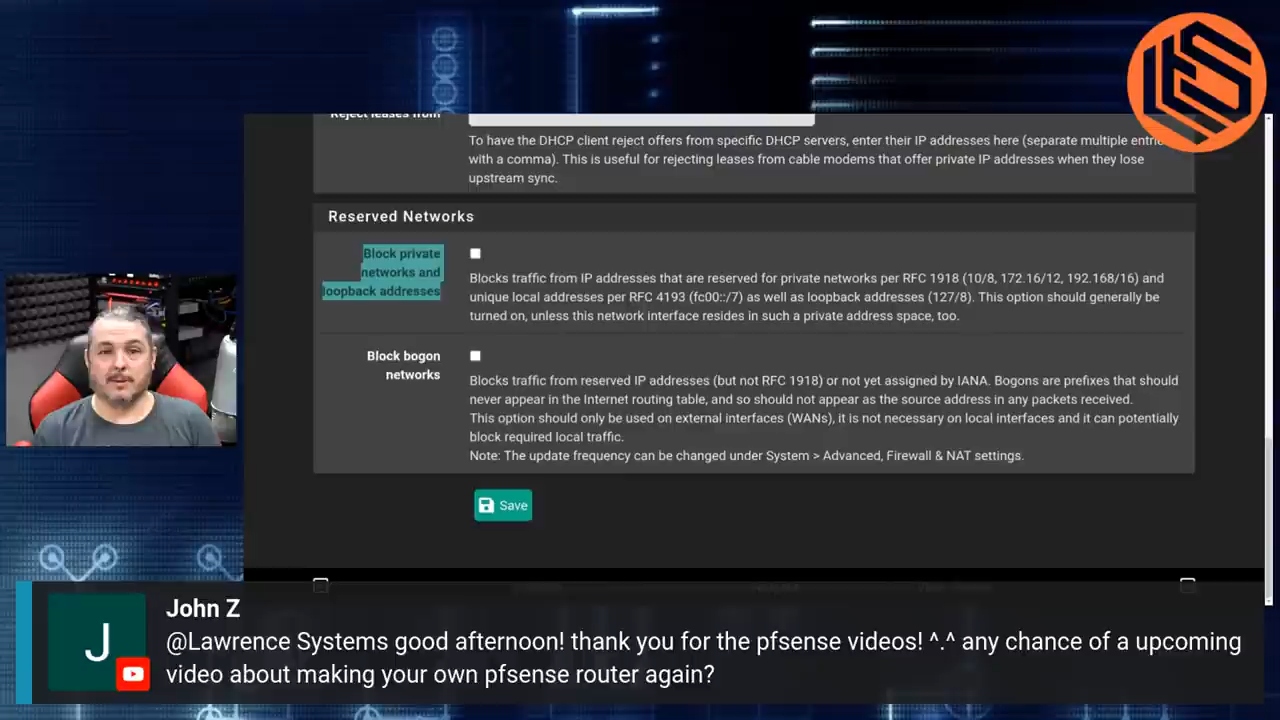 Reject leases from
To have the DHCP client reject offers from specific DHCP servers, enter their IP addresses here (separate multiple
with a comma). This is useful for rejecting leases from cable modems that offer private IP addresses when they lose
upstream sync.
Reserved Networks
Block private
networks and
loopback addresses
Blocks traffic from IP addresses that are reserved for private networks per RFC 1918 (10/8, 172.16/12, 192.168/16) and
unique local addresses per RFC 4193 (fc00::/7) as well as loopback addresses (127/8). This option should generally be
turned on, unless this network interface resides in such a private address space, too.
Block bogon
networks
Blocks traffic from reserved IP addresses (but not RFC 1918) or not yet assigned by IANA. Bogons are prefixes that should
never appear in the Internet routing table, and so should not appear as the source address in any packets received.
This option should only be used on external interfaces (WANs), it is not necessary on local interfaces and it can potentially
block required local traffic.
Note: The update frequency can be changed under System > Advanced, Firewall & NAT settings.
Save
J
John Z
@Lawrence Systems good afternoon! thank you for the pfsense videos! ^.^ any chance of a upcoming
video about making your own pfsense router again?